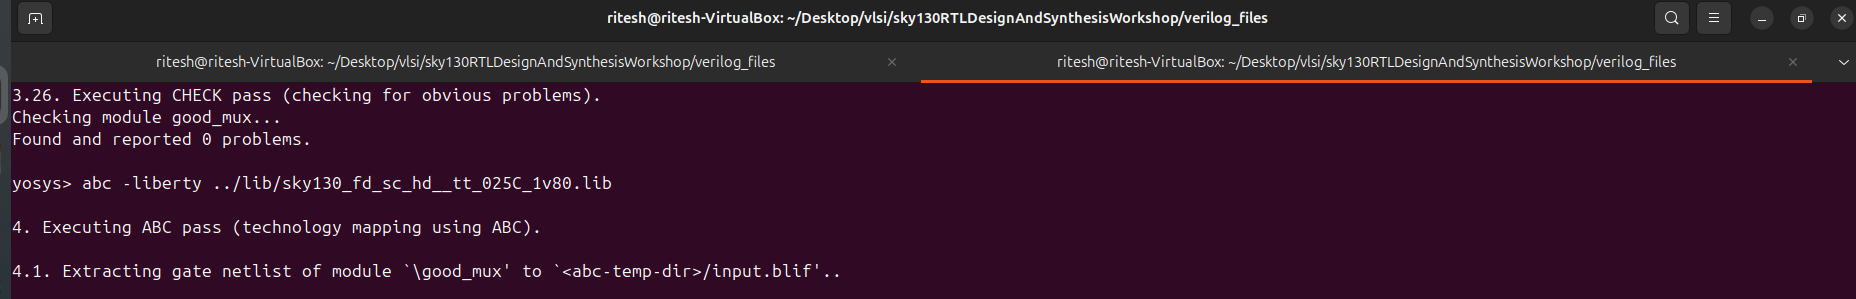 ritesh@ritesh-VirtualBox: ~/Desktop/vlsi/sky130RTLDesignAndSynthesisWorkshop/verilog_files
ritesh@ritesh-VirtualBox: ~/Desktop/vlsi/sky130RTLDesignAndSynthesisWorkshop/verilog_files
ritesh@ritesh-VirtualBox: ~/Desktop/vlsi/sky130RTLDesignAndSynthesisWorkshop/verilog_files
3.26. Executing CHECK pass (checking for obvious problems).
Checking module good_mux...
Found and reported 0 problems.
yosys> abc -liberty ../lib/sky130_fd_sc_hd__tt_025C_1v80.lib
4. Executing ABC pass (technology mapping using ABC).
4.1. Extracting gate netlist of module `\good_mux' to `<abc-temp-dir>/input.blif'..